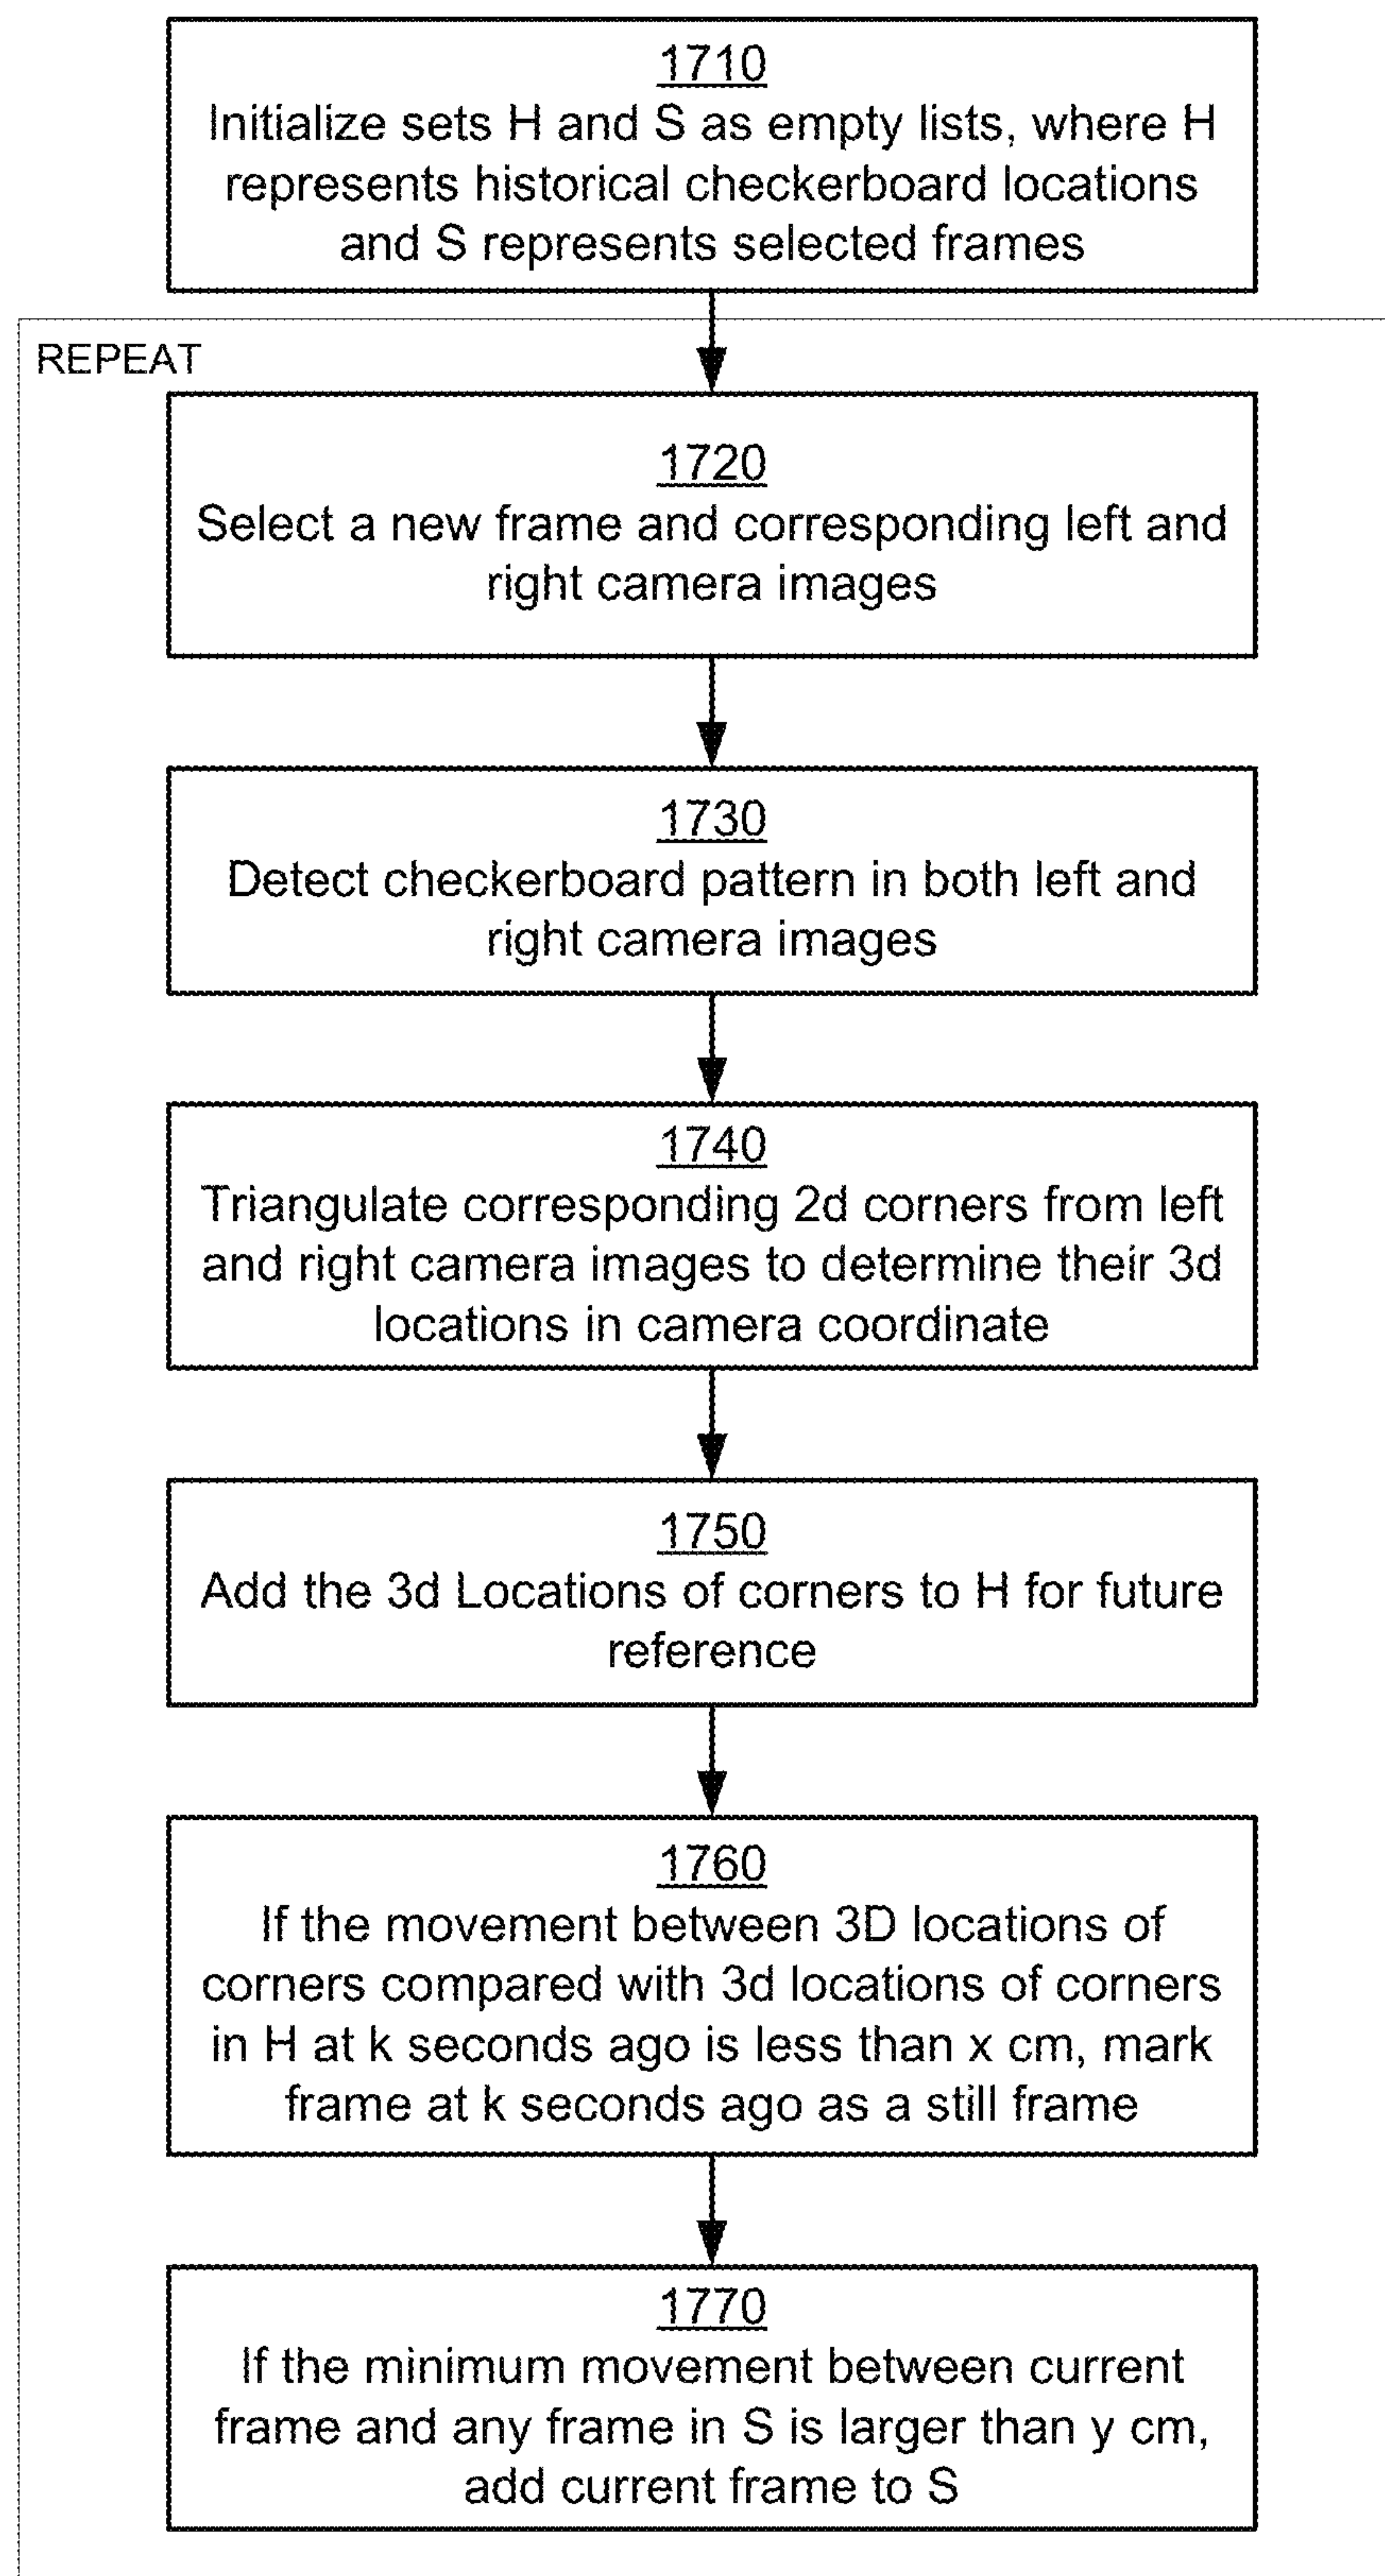 1710
Initialize sets H and S as empty lists, where H
represents historical checkerboard locations
and S represents selected frames
REPEAT
1720
Select a new frame and corresponding left and
right camera images
1730
Detect checkerboard pattern in both left and
right camera images
1740
Triangulate corresponding 2d corners from left
and right camera images to determine their 3d
locations in camera coordinate
1750
Add the 3d Locations of corners to H for future
reference
1760
If the movement between 3D locations of
corners compared with 3d locations of corners
in H at k seconds ago is less than x cm, mark
frame at k seconds ago as a still frame
1770
If the minimum movement between current
frame and any frame in S is larger than y cm,
add current frame to S